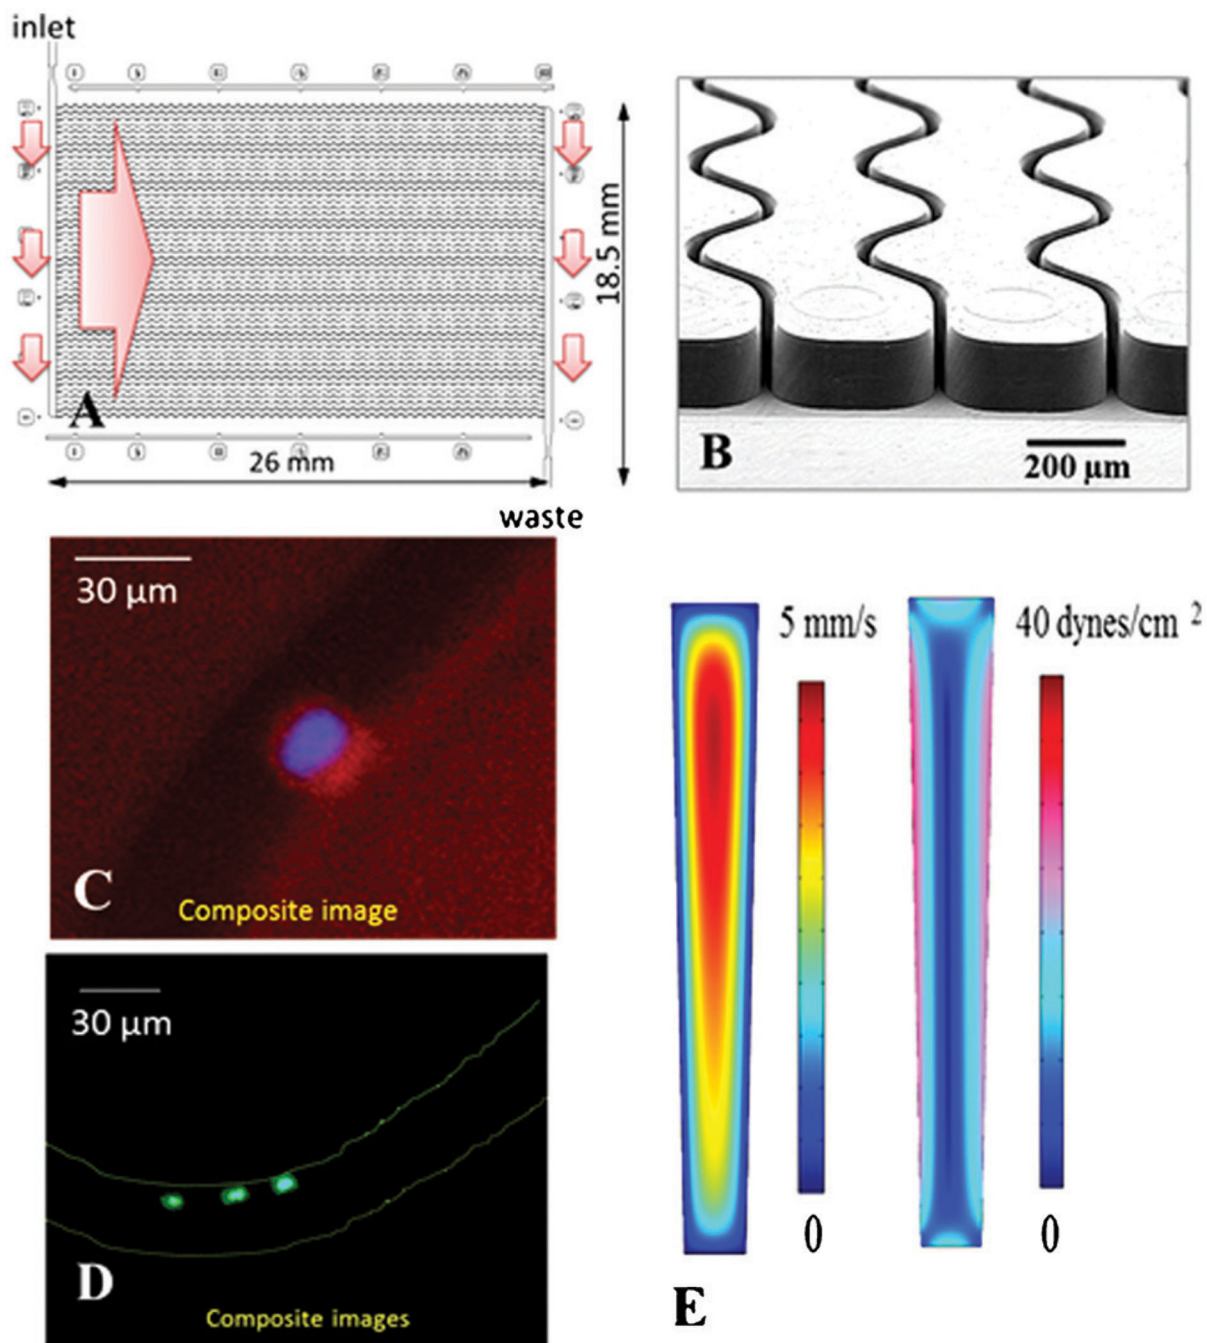 inlet
18.5 mm
A
26 mm
waste
B
200 µm
30 µm
C
Composite image
30 µm
D
Composite images
5 mm/s
40 dynes/cm 2
0
0
E